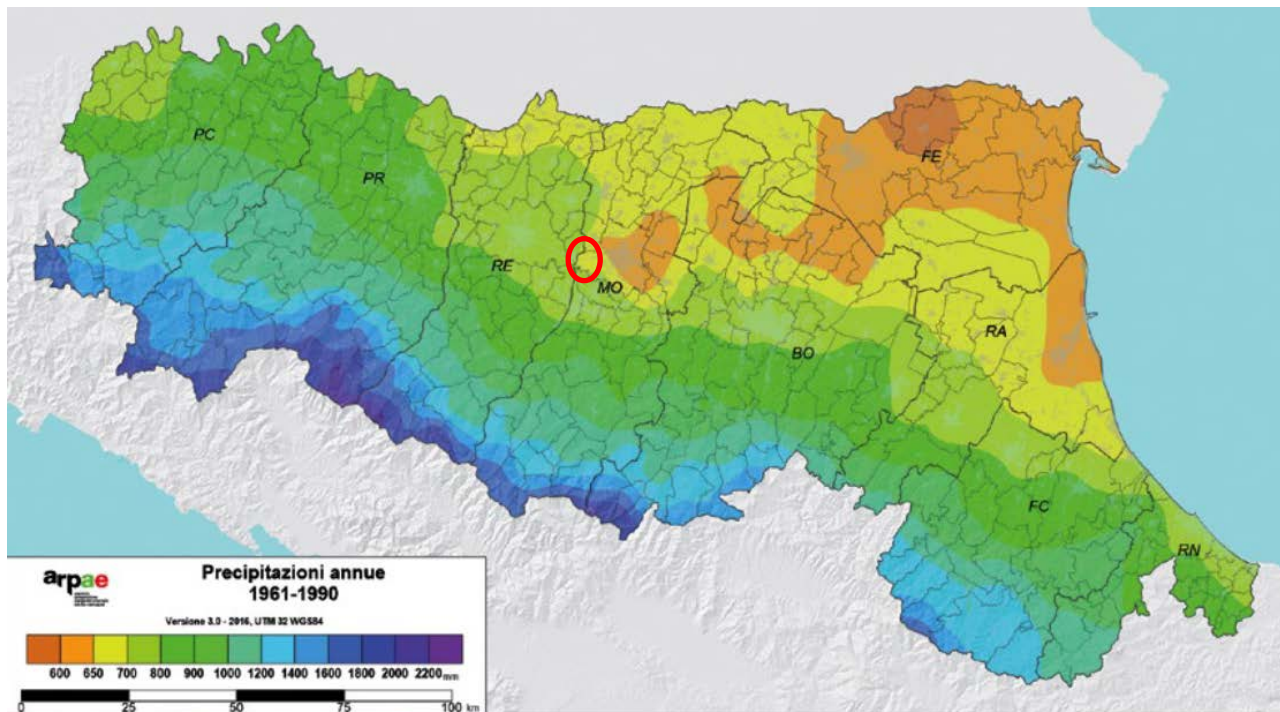 PC
FE
PR
RE
MO
RA
BO
FC
RN
arpae
Precipitazioni annue
1961-1990
Versione 3.0 - 2016, UTM 32 WGS84
600 650 700 800 900 1000 1200 1400 1600 1800 2000 2200 mm
0 25 50 75 100 km